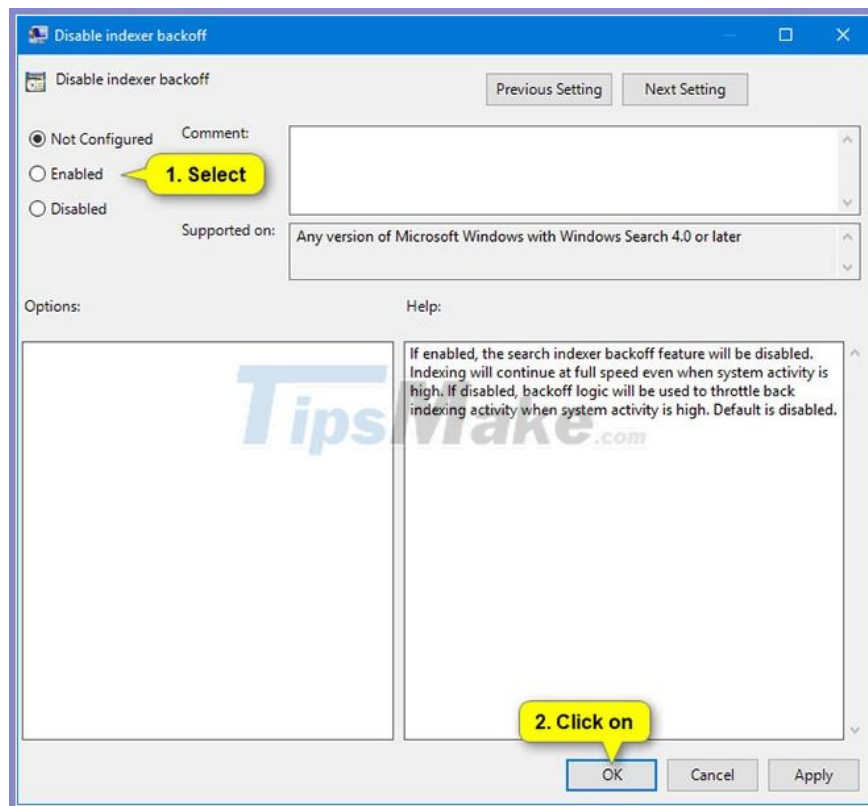 Disable indexer backoff
Disable indexer backoff
Previous Setting
Next Setting
Not Configured
Comment:
Enabled
1. Select
Disabled
Supported on:
Any version of Microsoft Windows with Windows Search 4.0 or later
Options:
Help:
If enabled, the search indexer backoff feature will be disabled.
Indexing will continue at full speed even when system activity is
high. If disabled, backoff logic will be used to throttle back
indexing activity when system activity is high. Default is disabled.
TipsMake.com
2. Click on
OK
Cancel
Apply